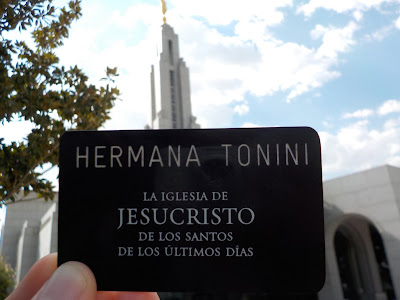 HERMANA TONINI
LA IGLESIA DE
JESUCRISTO
DE LOS SANTOS
DE LOS ÚLTIMOS DÍAS